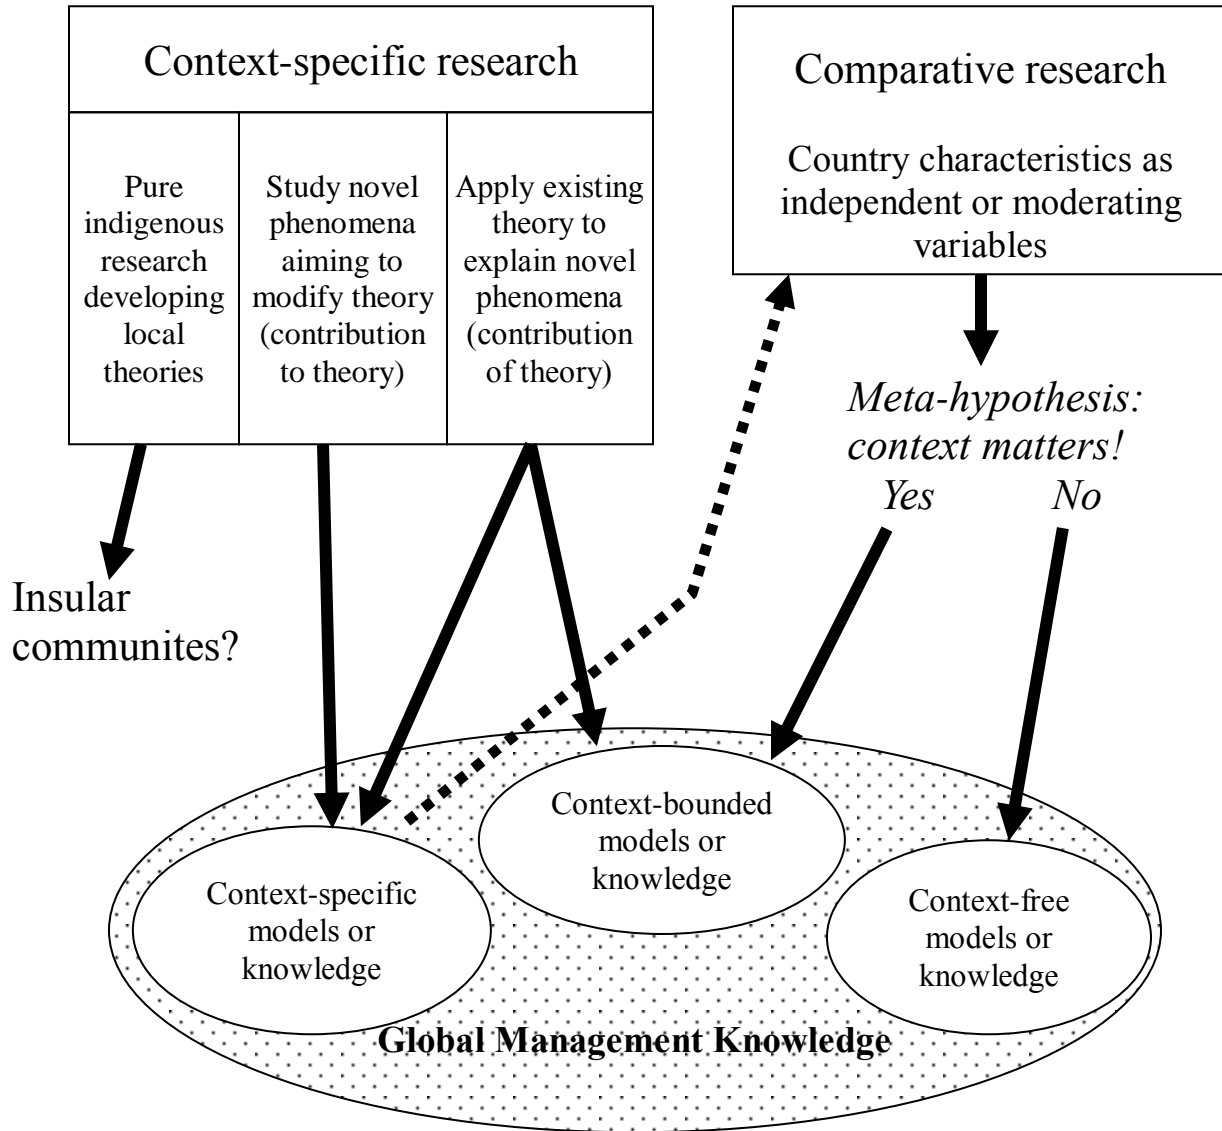 Context-specific research
Pure
indigenous
research
developing
local
theories
Study novel
phenomena
aiming to
modify theory
(contribution
to theory)
Apply existing
theory to
explain novel
phenomena
(contribution
of theory)
Comparative research
Country characteristics as
independent or moderating
variables
Meta-hypothesis:
context matters!
Yes
No
Insular
communites?
Context-specific
models or
knowledge
Context-bounded
models or
knowledge
Context-free
models or
knowledge
Global Management Knowledge